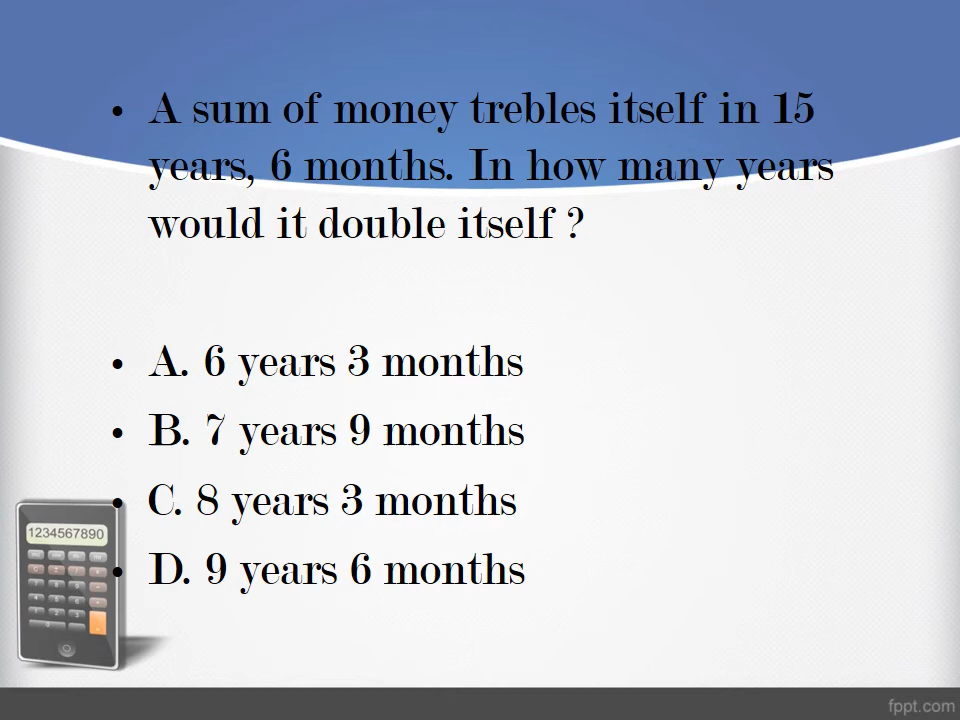 • A sum of money trebles itself in 15
years, 6 months. In how many years
would it double itself ?
• A. 6 years 3 months
• B. 7 years 9 months
• C. 8 years 3 months
• D. 9 years 6 months
1234567890
fppt.com